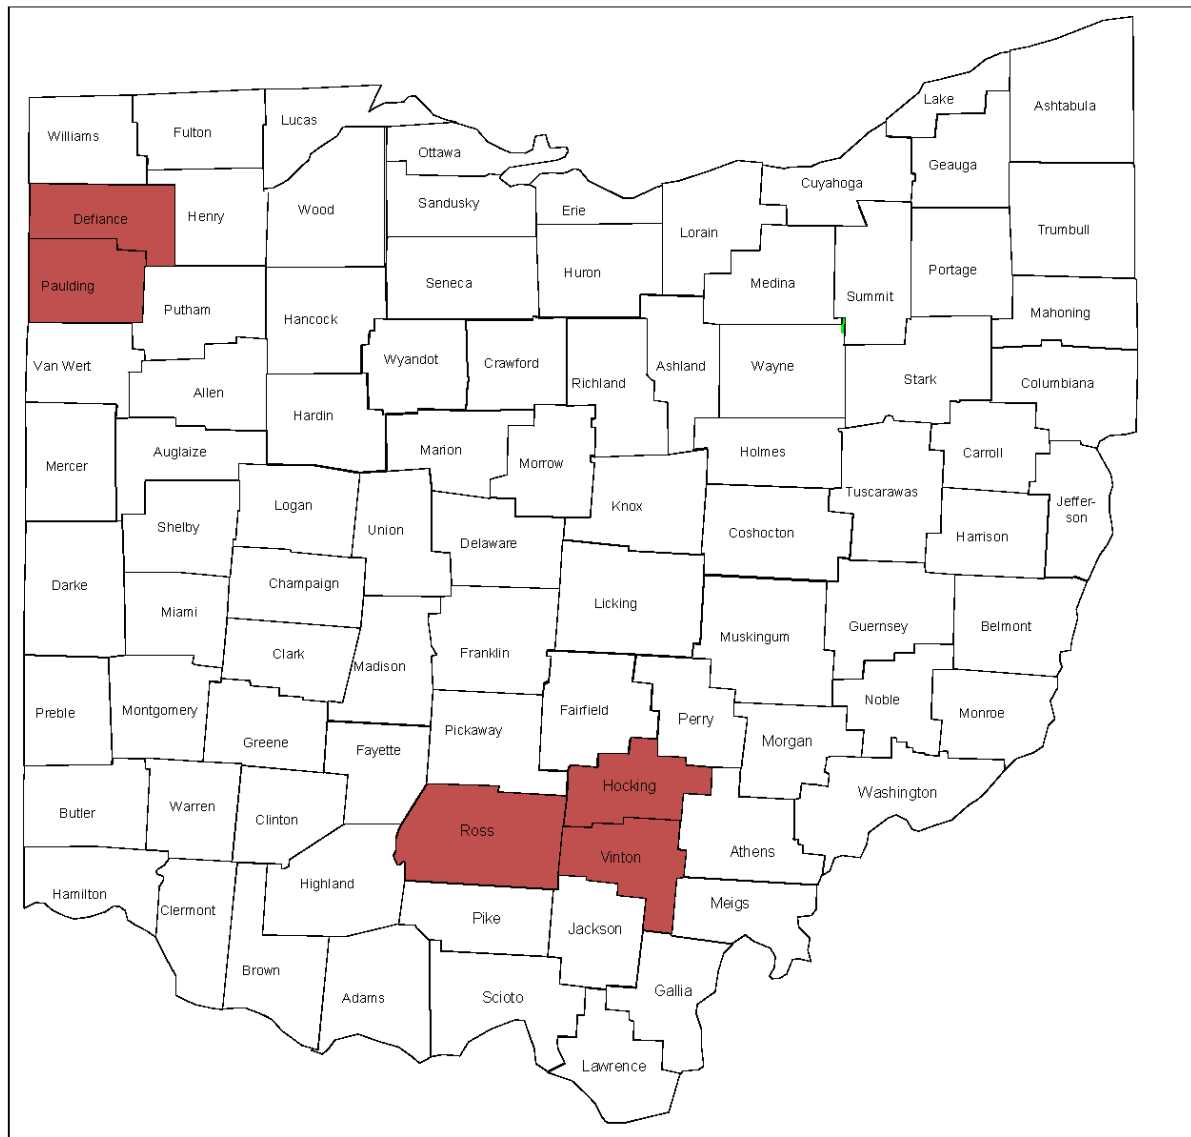 Lake
Ashtabula
Lucas
Williams
Fulton
Ottawa
Geauga
Cuyahoga
Sandusky
Wood
Erie
Defiance
Henry
Lorain
Trumbull
Portage
Huron
Seneca
Medina
Paulding
Summit
Putham
Hancock
Mahoning
Van Wert
Wyandot
Crawford
Richland
Ashland
Wayne
Stark
Columbiana
Allen
Hardin
Auglaize
Marion
Morrow
Holmes
Carroll
Mercer
Tuscarawas
Logan
Knox
Jeffer-
son
Shelby
Union
Delaware
Coshocton
Harrison
Darke
Champaign
Miami
Licking
Guernsey
Belmont
Muskingum
Clark
Madison
Franklin
Noble
Preble
Montgomery
Fairfield
Perry
Monroe
Greene
Fayette
Pickaway
Morgan
Hocking
Washington
Butler
Warren
Clinton
Ross
Vinton
Athens
Hamilton
Highland
Clermont
Pike
Jackson
Meigs
Brown
Adams
Scioto
Gallia
Lawrence